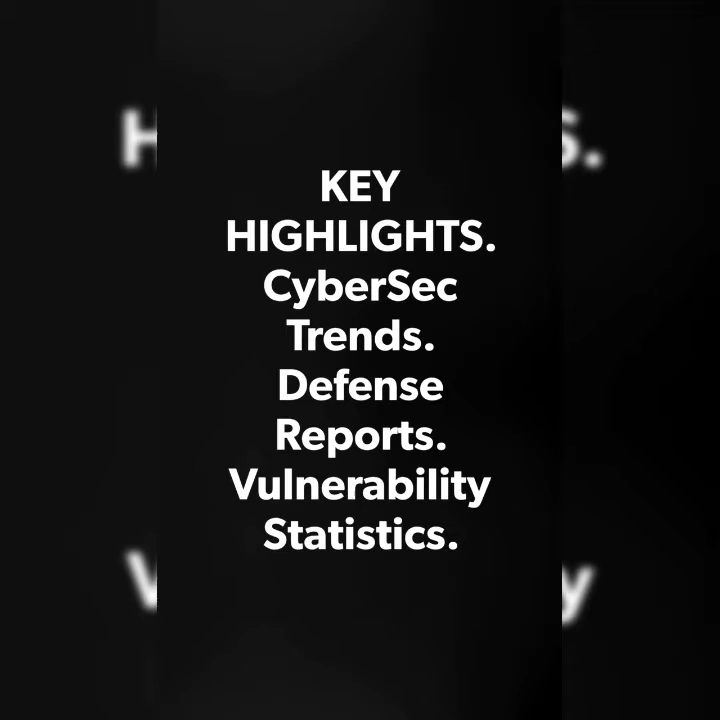 KEY
HIGHLIGHTS.
CyberSec
Trends.
Defense
Reports.
Vulnerability
Statistics.